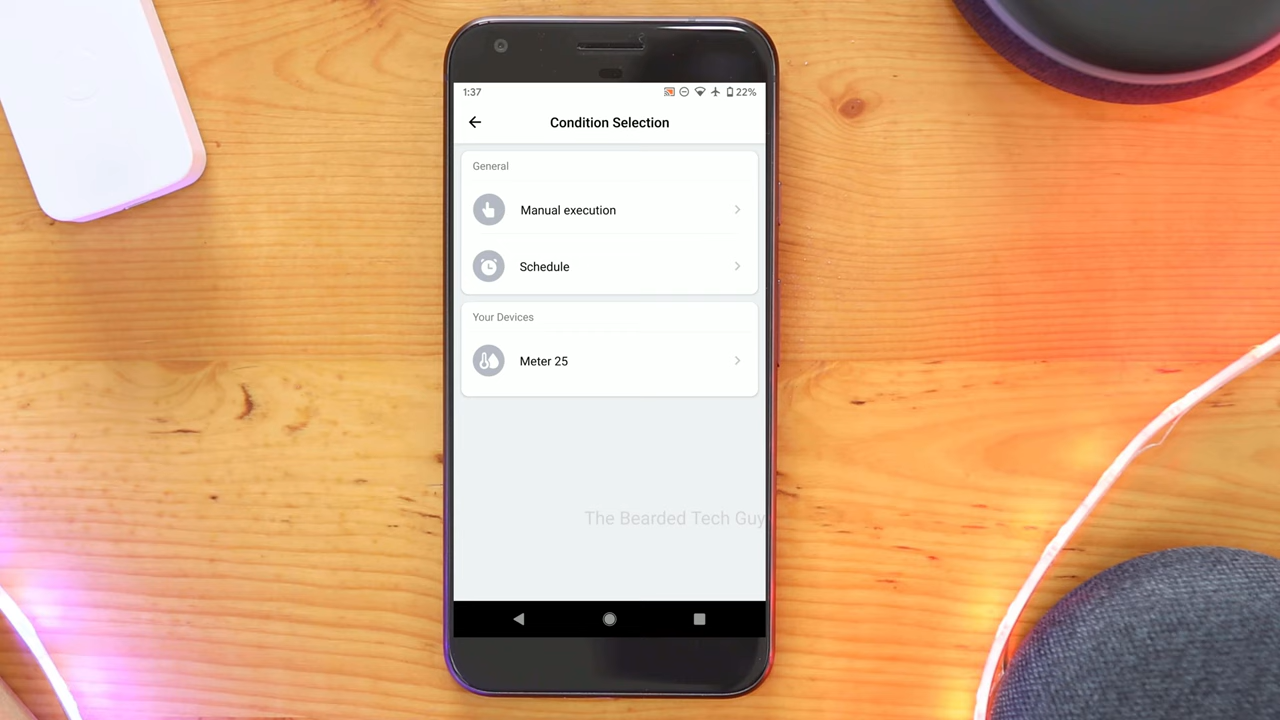 1:37
22%
Condition Selection
General
Manual execution
Schedule
Your Devices
Meter 25
The Bearded Tech Guy